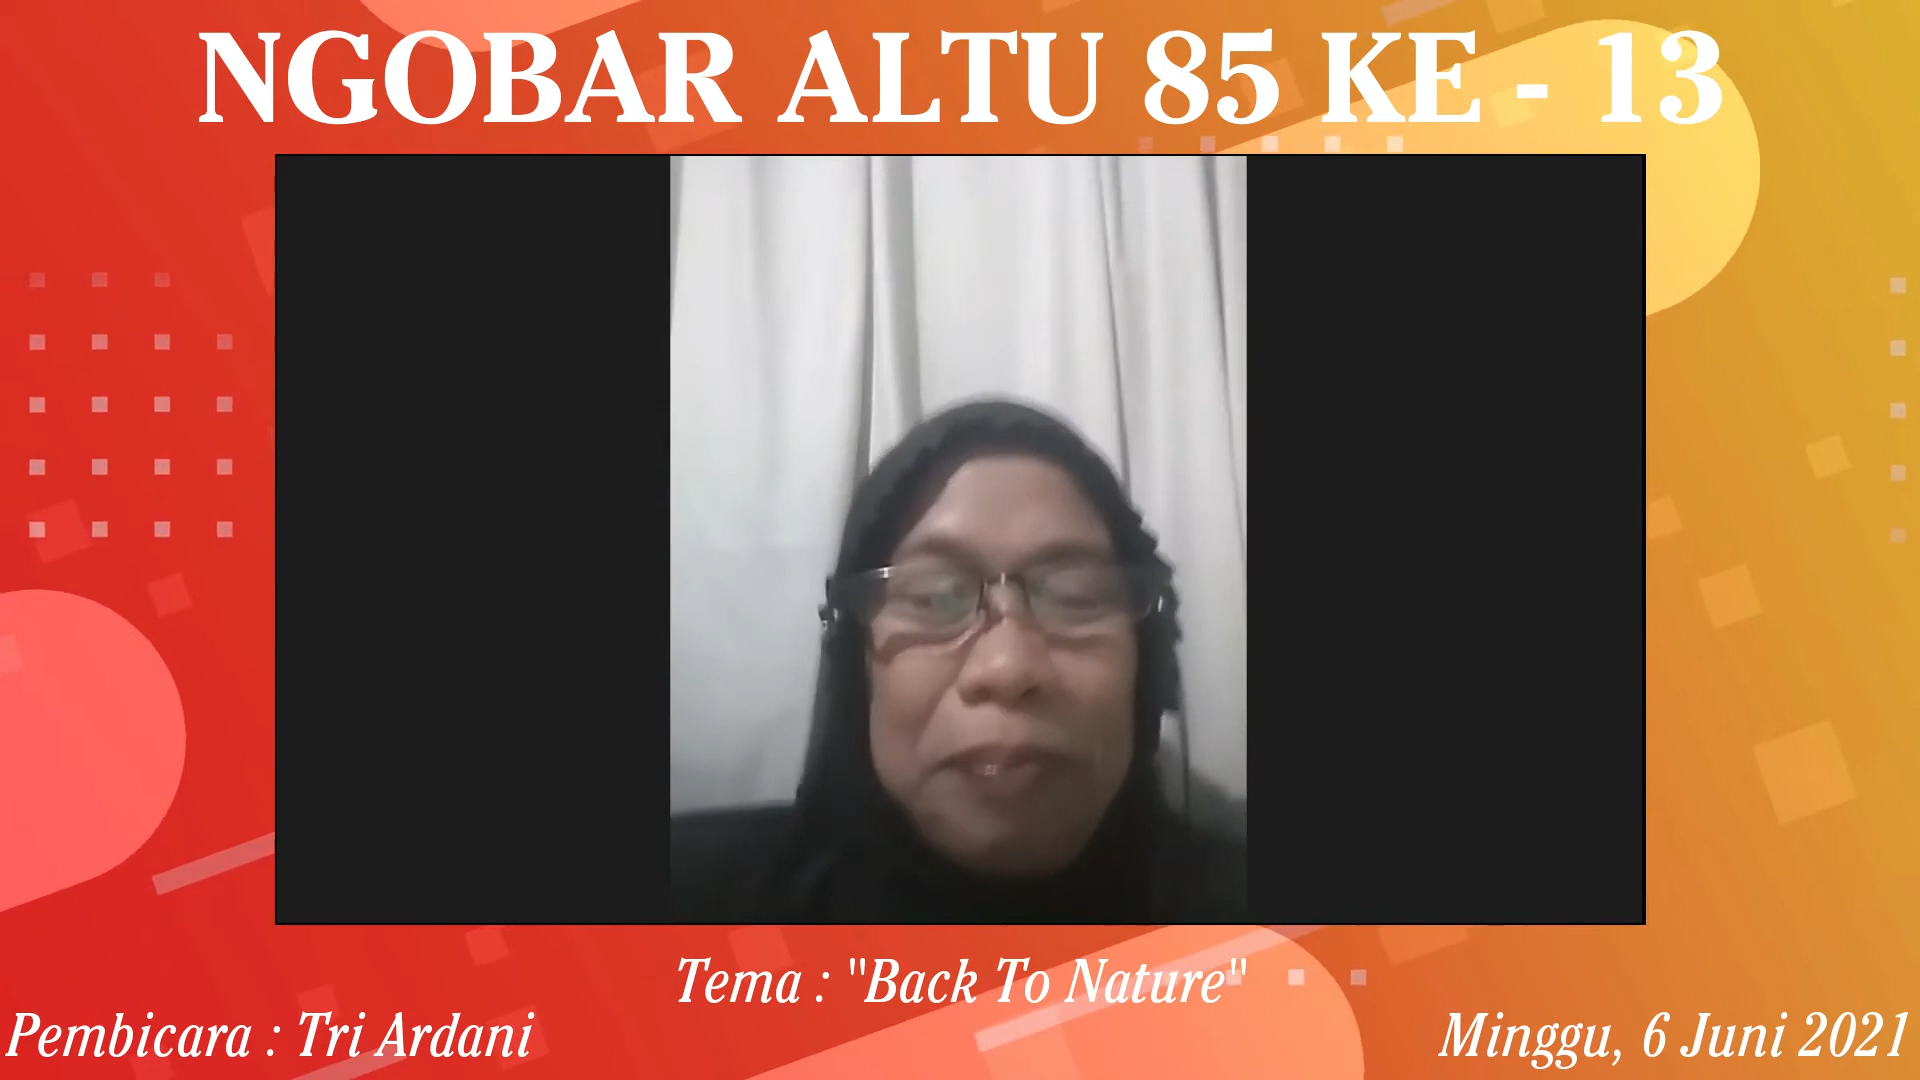 NGOBAR ALTU 85 KE - 13
Tema : "Back To Nature"
Pembicara : Tri Ardani
Minggu, 6 Juni 2021